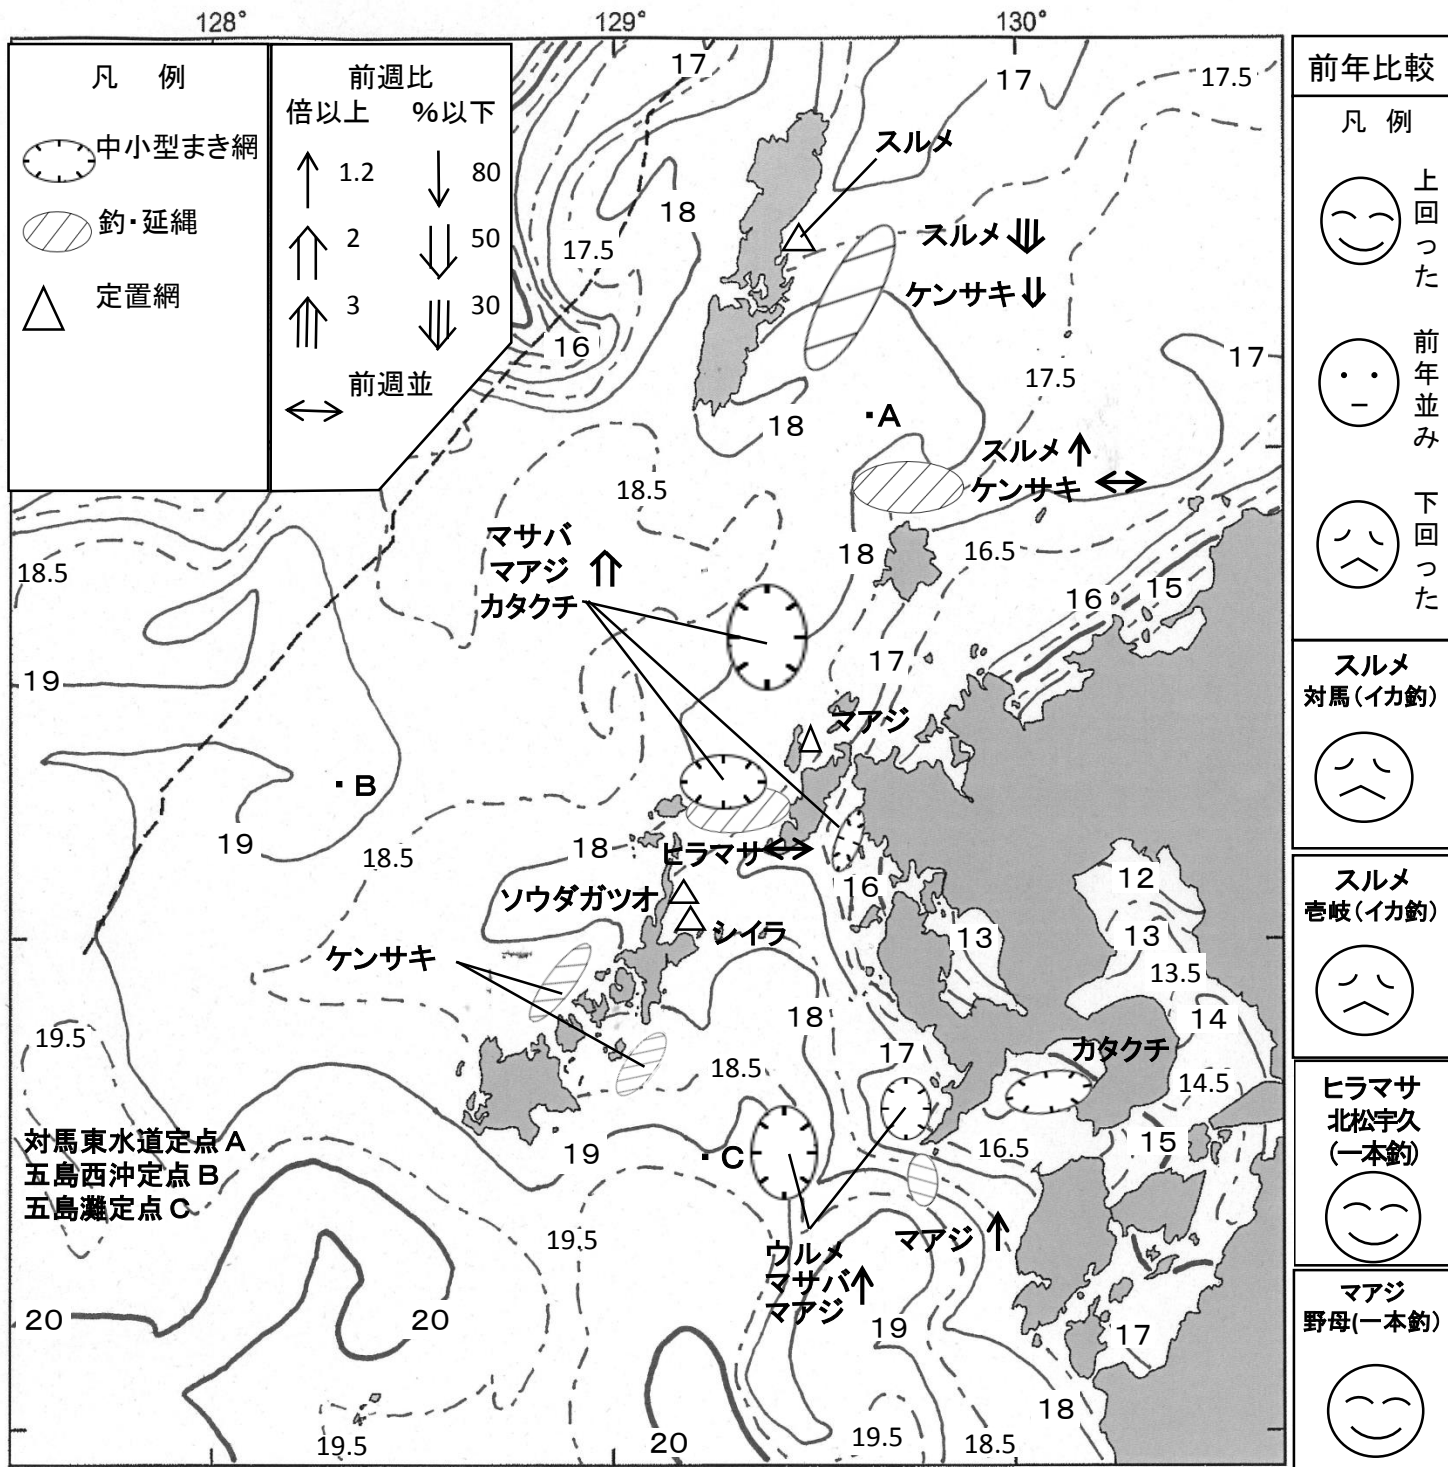 128°
129°
130°
凡　例
中小型まき網
釣・延縄
定置網
前週比
倍以上　%以下
1.2　80
2　50
3　30
前週並
前年比較
凡 例
上回った
前年並み
下回った
スルメ
対馬(イカ釣)
スルメ
壱岐(イカ釣)
ヒラマサ
北松宇久
(一本釣)
マアジ
野母(一本釣)
17
17
17.5
スルメ
18
スルメ
17.5
ケンサキ
16
17
17.5
18
A
スルメ
ケンサキ
18.5
マサバ
マアジ
カタクチ
18
16.5
18.5
15
16
17
19
マアジ
B
19
18.5
18
ヒラマサ
16
12
ソウダガツオ
シイラ
13
13
13.5
ケンサキ
18
14
19.5
17
18.5
カタクチ
14.5
対馬東水道定点A
五島西沖定点B
五島灘定点C
19
C
16.5
15
19.5
マアジ
ウルメ
マサバ
マアジ
20
20
19
17
18
19.5
20
19.5
18.5